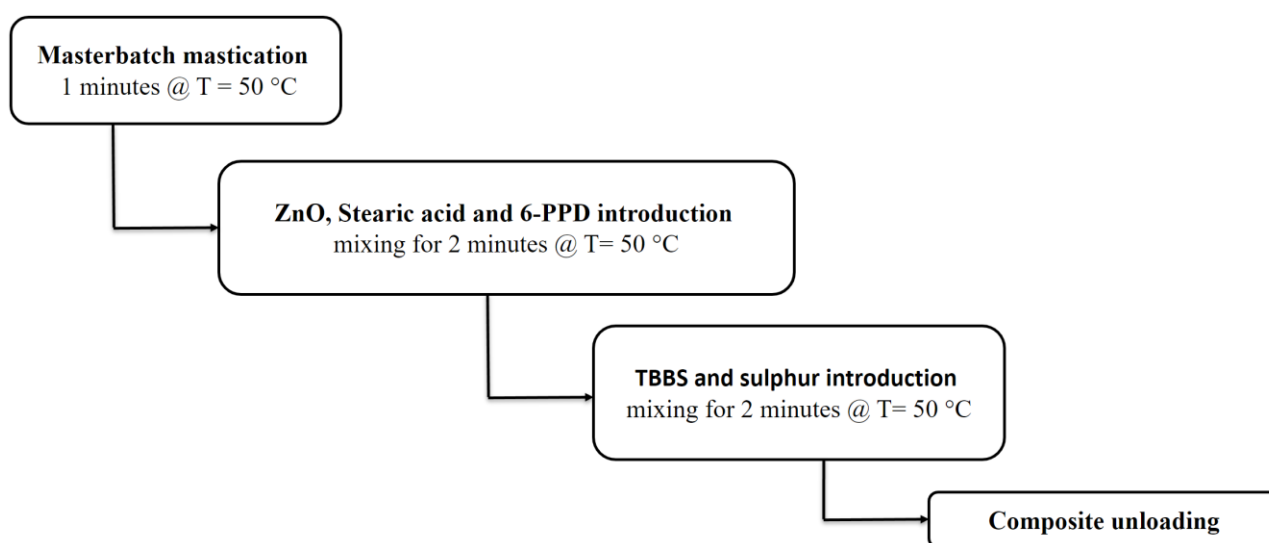 Masterbatch mastication
1 minutes @ T = 50 °C
ZnO, Stearic acid and 6-PPD introduction
mixing for 2 minutes @ T= 50 °C
TBBS and sulphur introduction
mixing for 2 minutes @ T= 50 °C
Composite unloading